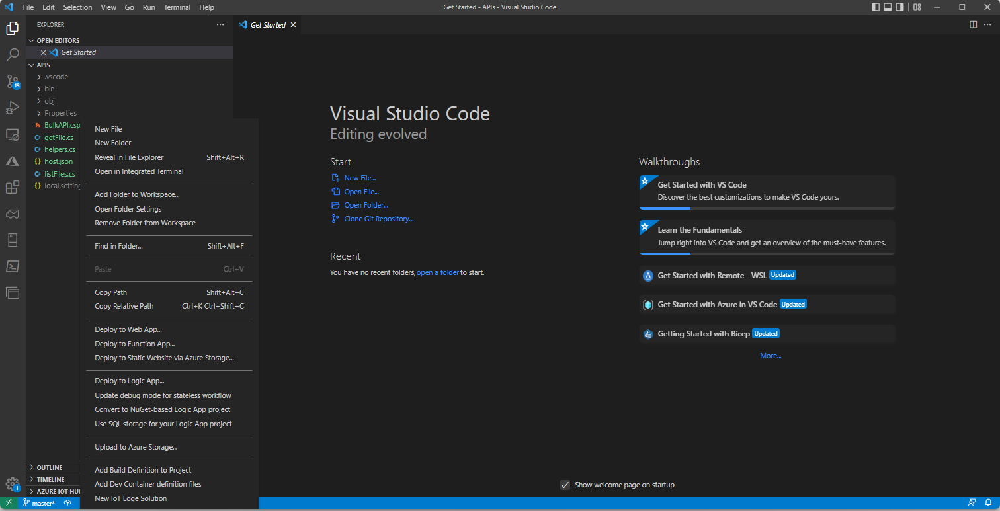 File Edit Selection View Go Run Terminal Help
Get Started - APIs - Visual Studio Code
EXPLORER
Get Started
OPEN EDITORS
Get Started
APIS
.vscode
bin
obj
Properties
BulkAPI.csp
getFile.cs
helpers.cs
host.json
listFiles.cs
local.setting
19
New File
New Folder
Reveal in File Explorer Shift+Alt+R
Open in Integrated Terminal
Add Folder to Workspace...
Open Folder Settings
Remove Folder from Workspace
Find in Folder... Shift+Alt+F
Paste Ctrl+V
Copy Path Shift+Alt+C
Copy Relative Path Ctrl+K Ctrl+Shift+C
Deploy to Web App...
Deploy to Function App...
Deploy to Static Website via Azure Storage...
Deploy to Logic App...
Update debug mode for stateless workflow
Convert to NuGet-based Logic App project
Use SQL storage for your Logic App project
Upload to Azure Storage...
Add Build Definition to Project
Add Dev Container definition files
New IoT Edge Solution
Visual Studio Code
Editing evolved
Start
New File...
Open File...
Open Folder...
Clone Git Repository...
Recent
You have no recent folders, open a folder to start.
Walkthroughs
Get Started with VS Code
Discover the best customizations to make VS Code yours.
Learn the Fundamentals
Jump right into VS Code and get an overview of the must-have features.
Get Started with Remote - WSL Updated
Get Started with Azure in VS Code Updated
Getting Started with Bicep Updated
More...
Show welcome page on startup
OUTLINE
TIMELINE
AZURE IOT HU
1
master*